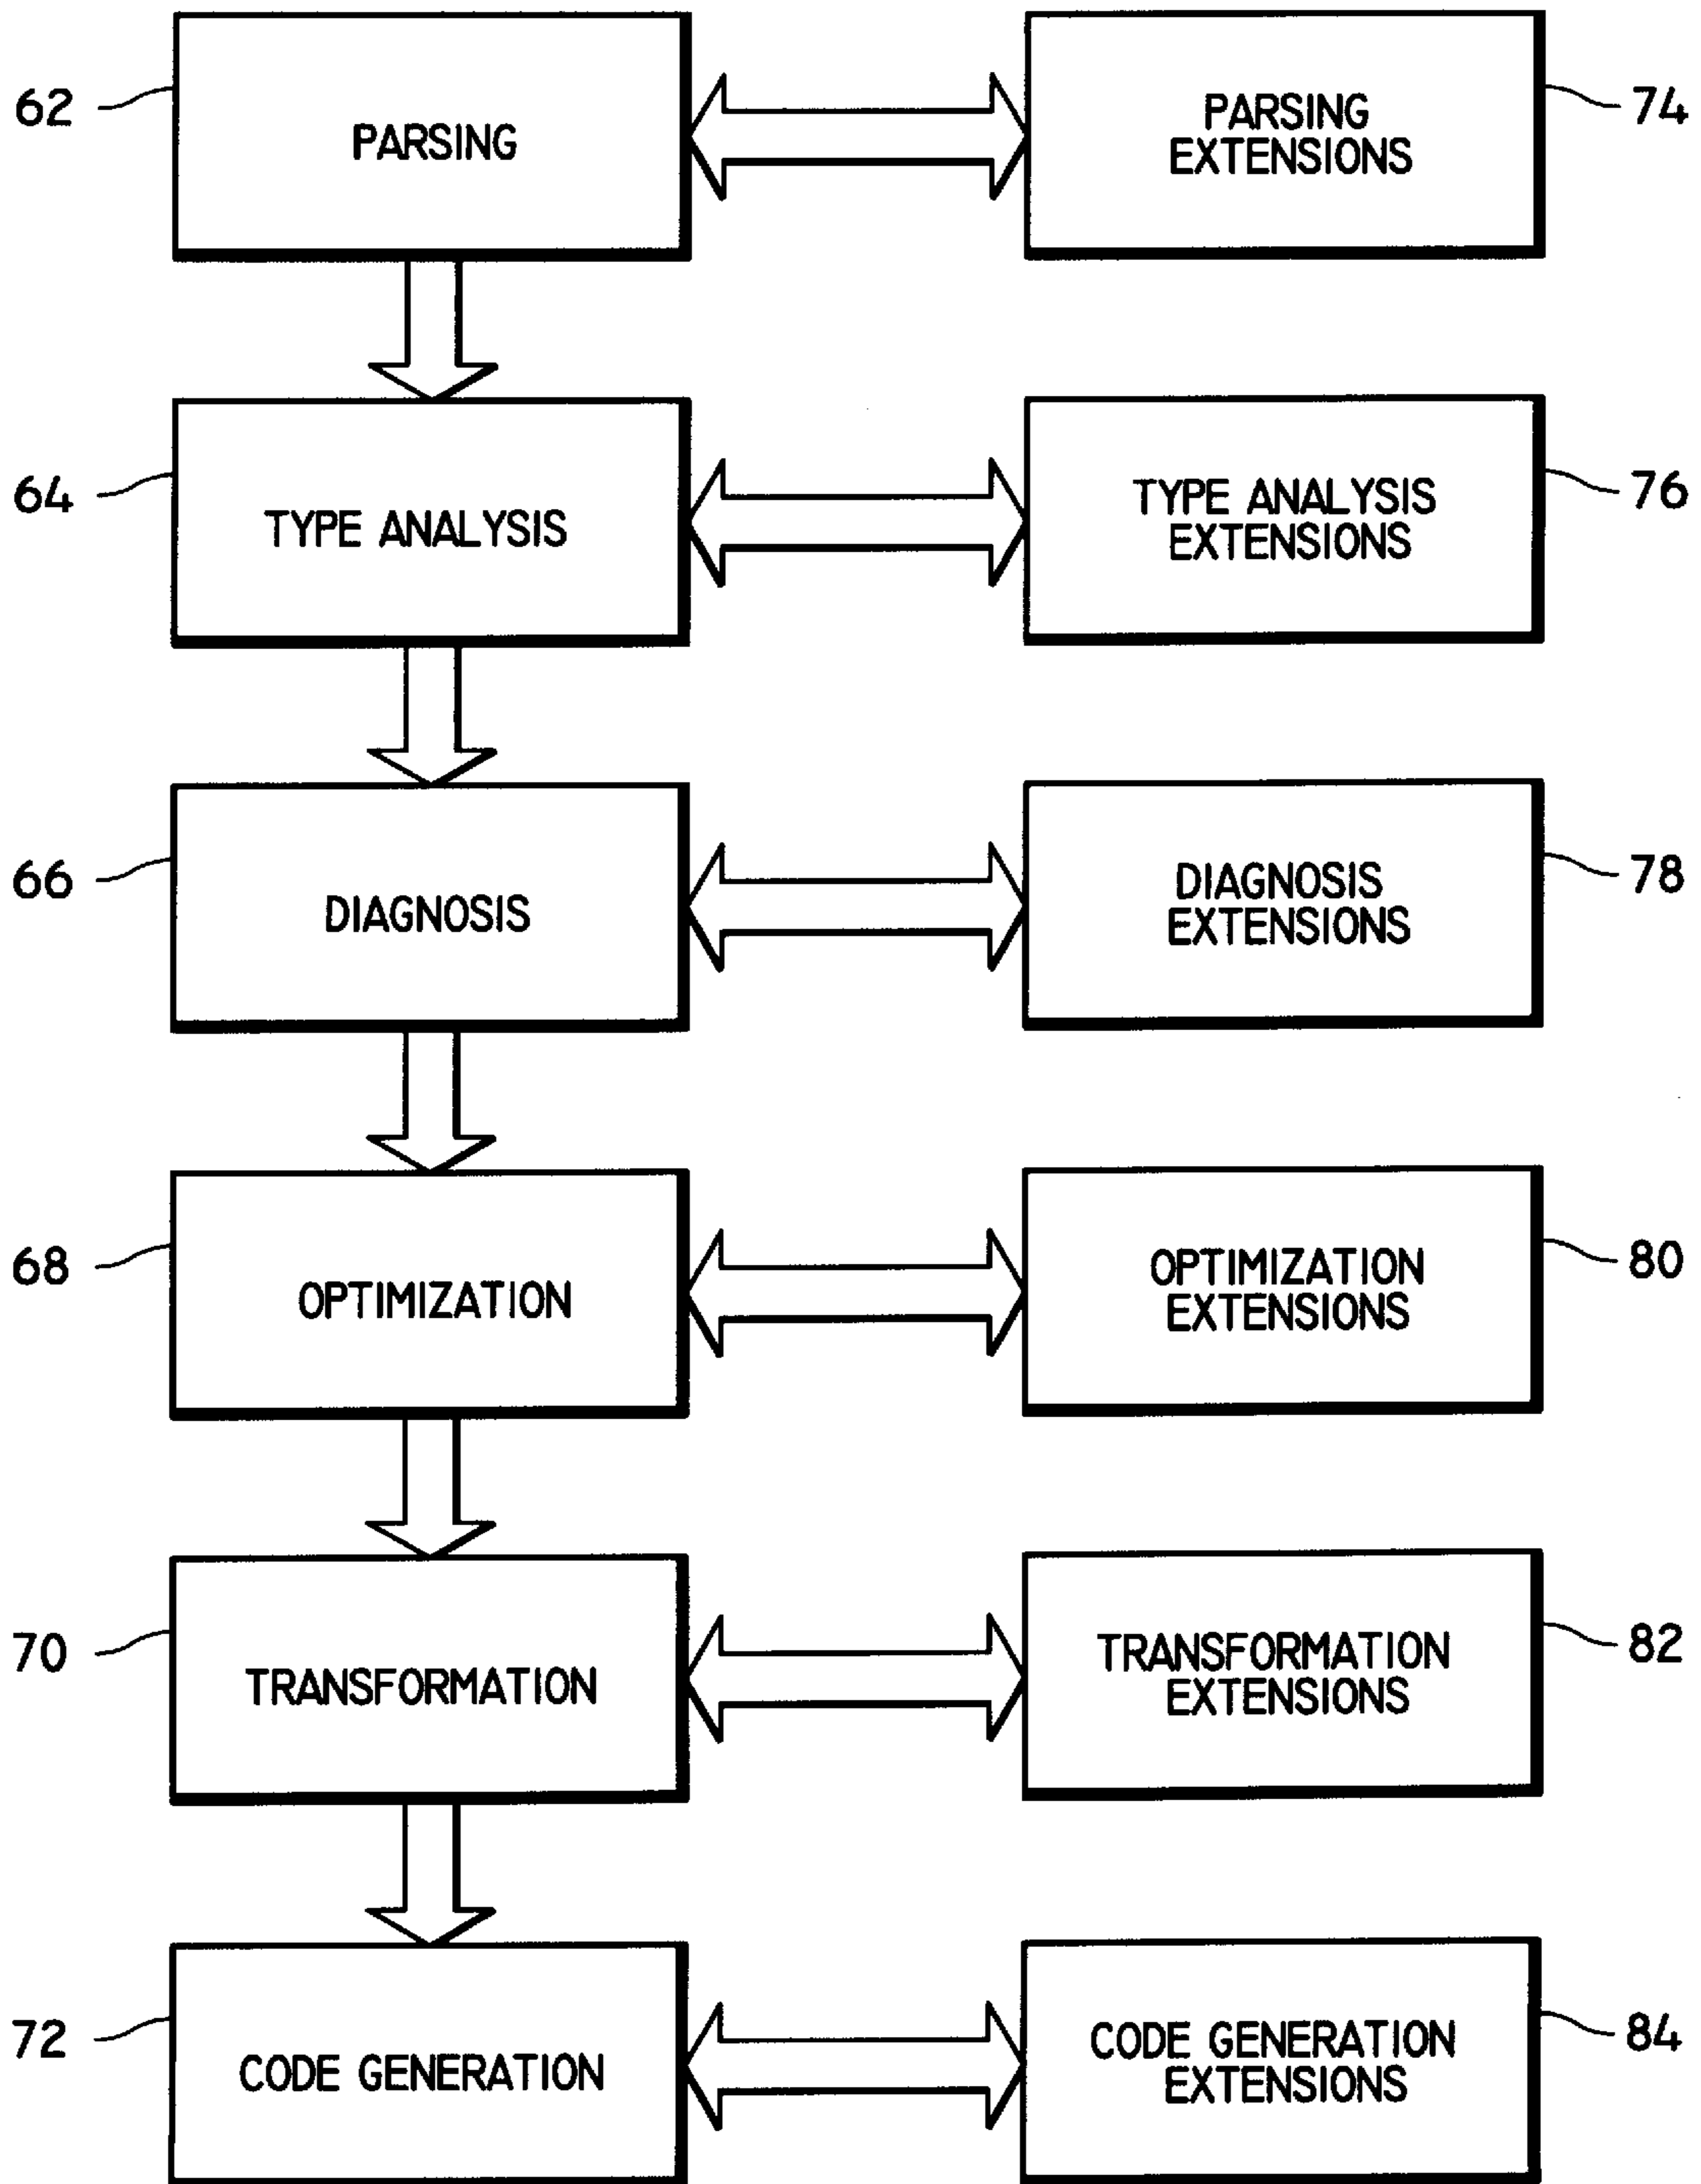 62
PARSING
PARSING
EXTENSIONS
74
64
TYPE ANALYSIS
TYPE ANALYSIS
EXTENSIONS
76
66
DIAGNOSIS
DIAGNOSIS
EXTENSIONS
78
68
OPTIMIZATION
OPTIMIZATION
EXTENSIONS
80
70
TRANSFORMATION
TRANSFORMATION
EXTENSIONS
82
72
CODE GENERATION
CODE GENERATION
EXTENSIONS
84